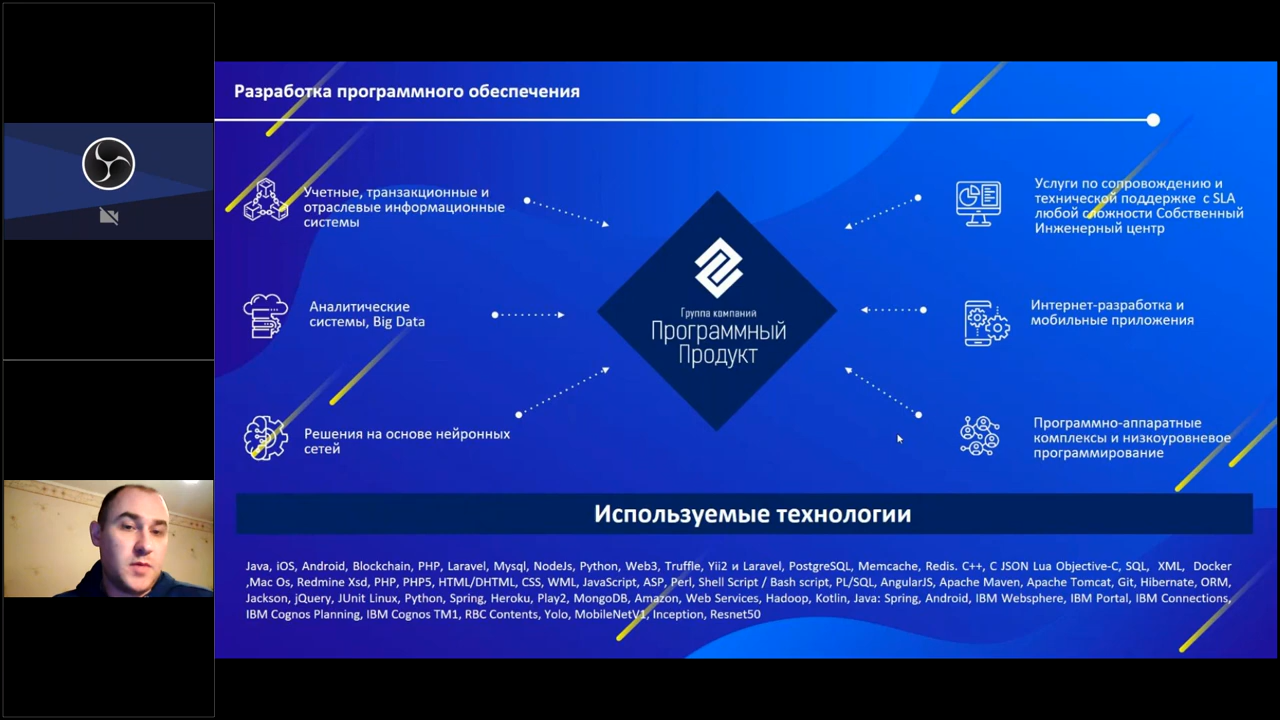 Разработка программного обеспечения
Учетные, транзакционные и
отраслевые информационные
системы
Аналитические
системы, Big Data
Решения на основе нейронных
сетей
Группа компаний
Программный
Продукт
Услуги по сопровождению и
технической поддержке с SLA
любой сложности Собственный
Инженерный центр
Интернет-разработка и
мобильные приложения
Программно-аппаратные
комплексы и низкоуровневое
программирование
Используемые технологии
Java, iOS, Android, Blockchain, PHP, Laravel, Mysql, NodeJs, Python, Web3, Truffle, Yii2 и Laravel, PostgreSQL, Memcache, Redis. C++, C JSON Lua Objective-C, SQL, XML, Docker
,Mac Os, Redmine Xsd, PHP, PHP5, HTML/DHTML, CSS, WML, JavaScript, ASP, Perl, Shell Script / Bash script, PL/SQL, AngularJS, Apache Maven, Apache Tomcat, Git, Hibernate, ORM,
Jackson, jQuery, JUnit Linux, Python, Spring, Heroku, Play2, MongoDB, Amazon, Web Services, Hadoop, Kotlin, Java: Spring, Android, IBM Websphere, IBM Portal, IBM Connections,
IBM Cognos Planning, IBM Cognos TM1, RBC Contents, Yolo, MobileNetV1, Inception, Resnet50